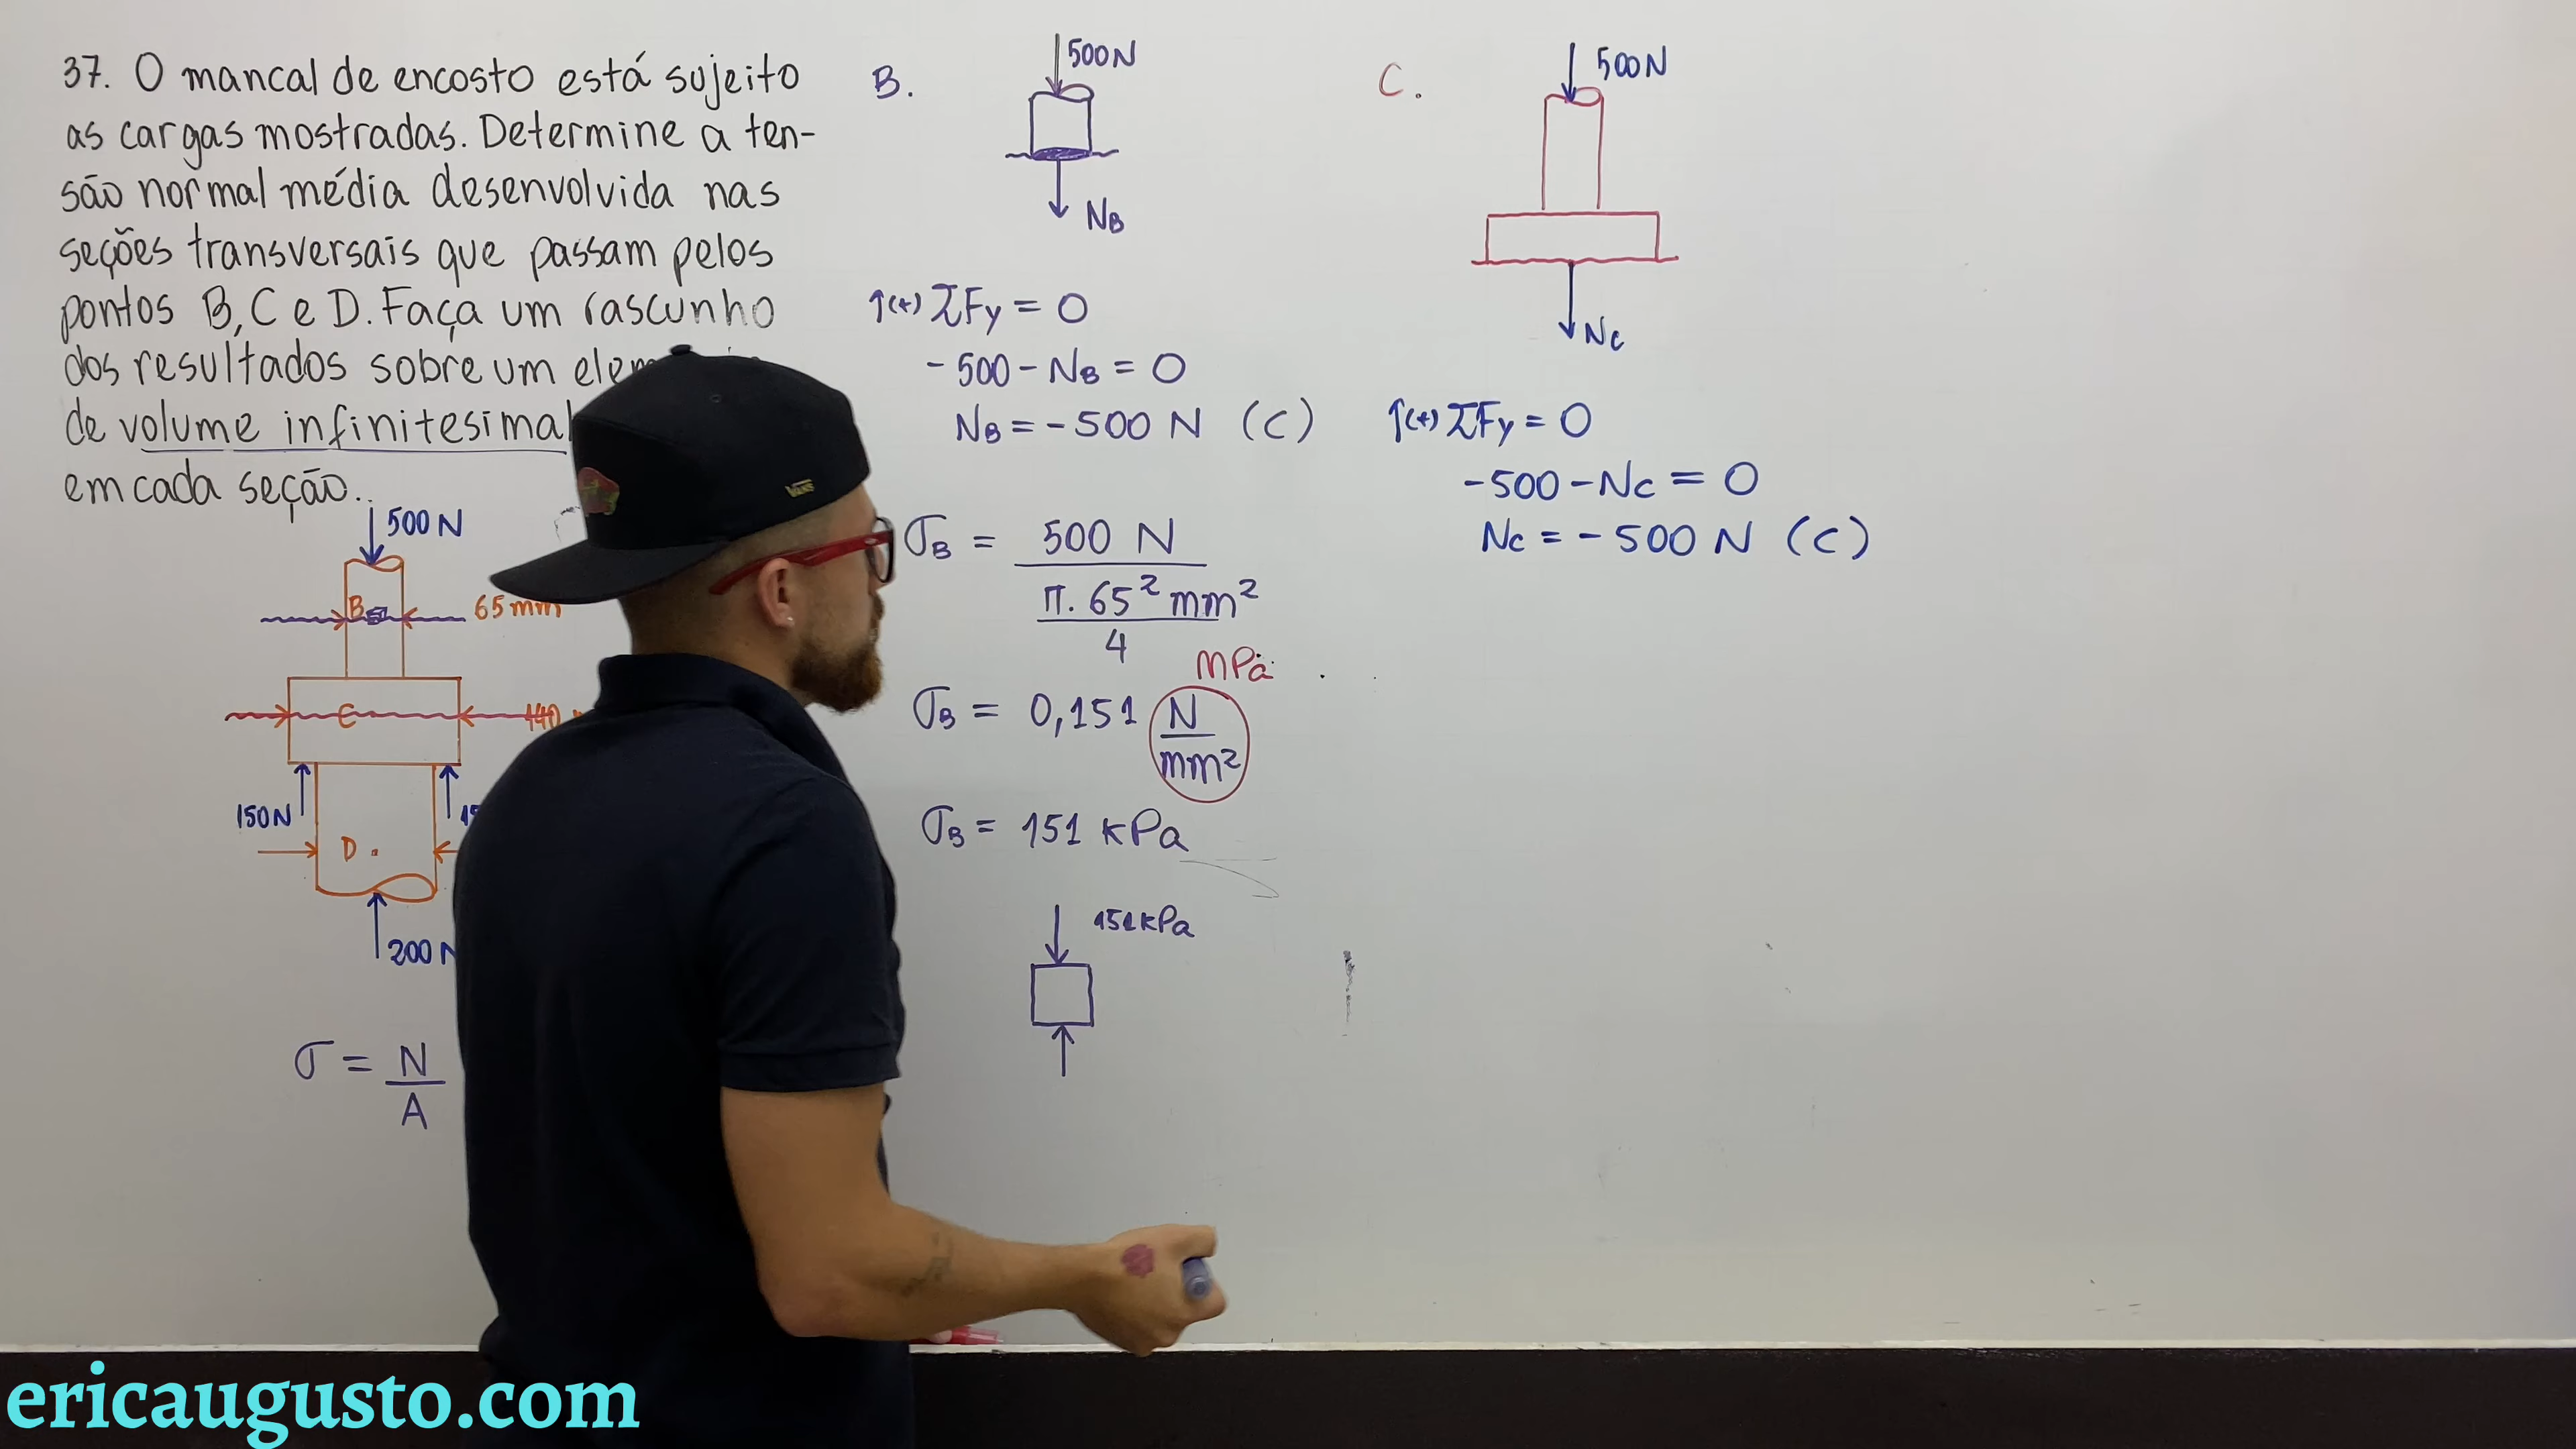 37. O mancal de encosto está sujeito
as cargas mostradas. Determine a ten-
são normal média desenvolvida nas
seções transversais que passam pelos
pontos B, C e D. Faça um rascunho
dos resultados sobre um
de volume infinitesimal
em cada seção.
500 N
B
65 mm
C
140
150N
D.
200 N
σ = N
A
B.
500N
NB
↑(+) ΣFy = 0
-500 - NB = 0
NB = -500 N (C)
σB = 500 N
π. 65² mm²
4
MPa
σB = 0,151 N
mm²
σB = 151 kPa
151kPa
C.
500N
Nc
↑(+) ΣFy = 0
-500 - Nc = 0
Nc = -500 N (C)
VANS
ericaugusto.com